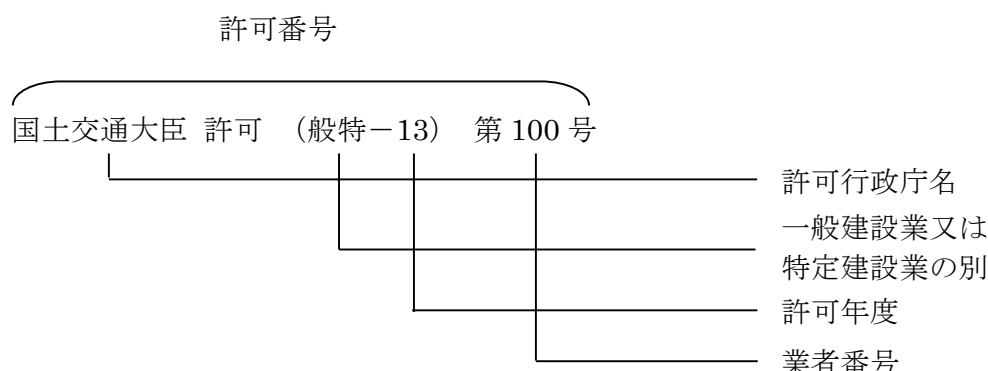 許可番号
国土交通大臣 許可 （般特－13） 第 100 号
許可行政庁名
一般建設業又は
特定建設業の別
許可年度
業者番号